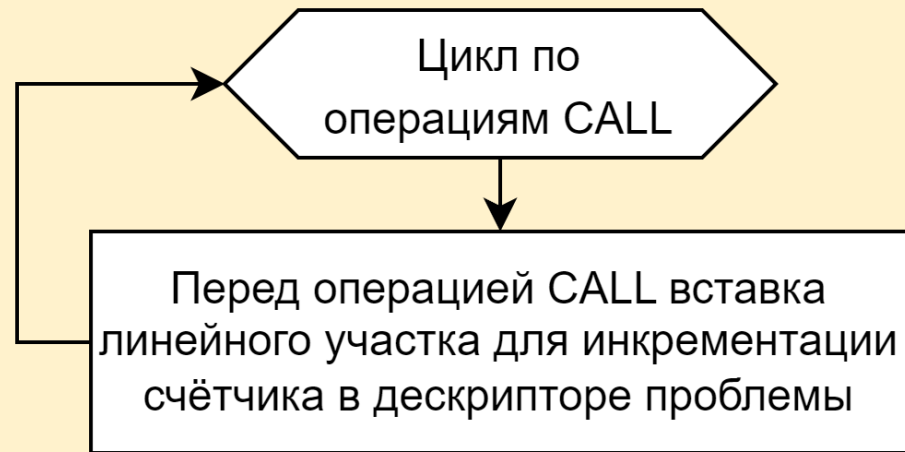 Цикл по
операциям CALL
Перед операцией CALL вставка
линейного участка для инкрементации
счётчика в дескрипторе проблемы